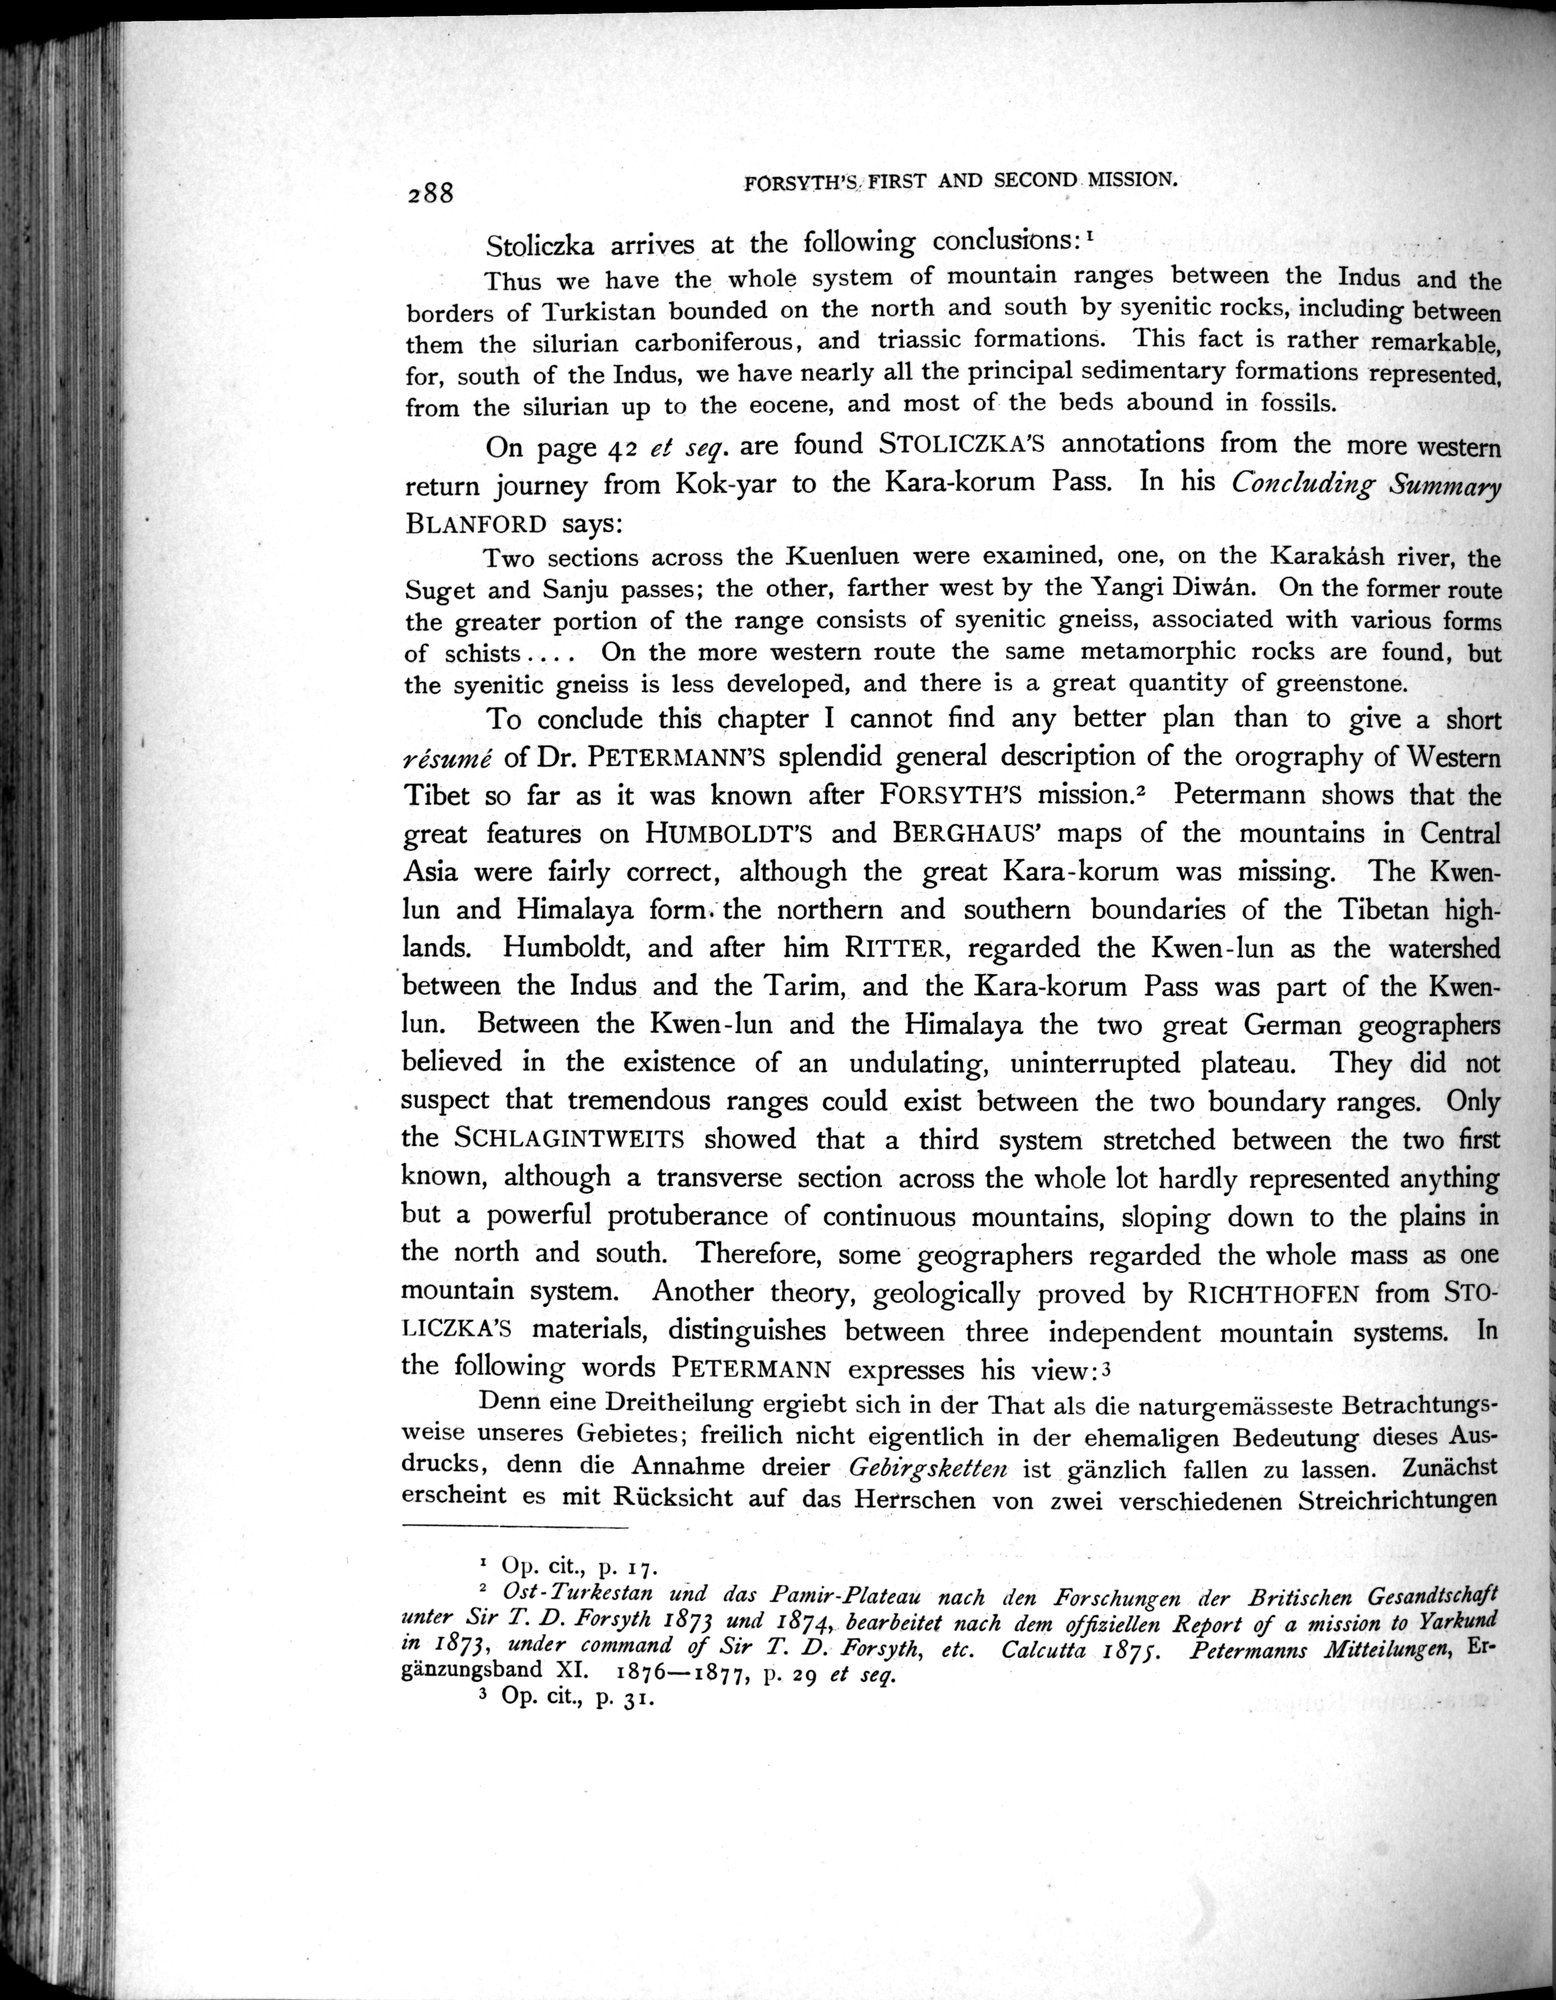 288
FORSYTH'S FIRST AND SECOND MISSION.
Stoliczka arrives at the following conclusions:¹
Thus we have the whole system of mountain ranges between the Indus and the
borders of Turkistan bounded on the north and south by syenitic rocks, including between
them the silurian carboniferous, and triassic formations. This fact is rather remarkable,
for, south of the Indus, we have nearly all the principal sedimentary formations represented,
from the silurian up to the eocene, and most of the beds abound in fossils.
On page 42 et seq. are found STOLICZKA'S annotations from the more western
return journey from Kok-yar to the Kara-korum Pass. In his Concluding Summary
BLANFORD says:
Two sections across the Kuenluen were examined, one, on the Karakásh river, the
Suget and Sanju passes; the other, farther west by the Yangi Diwán. On the former route
the greater portion of the range consists of syenitic gneiss, associated with various forms
of schists.... On the more western route the same metamorphic rocks are found, but
the syenitic gneiss is less developed, and there is a great quantity of greenstone.
To conclude this chapter I cannot find any better plan than to give a short
résumé of Dr. PETERMANN'S splendid general description of the orography of Western
Tibet so far as it was known after FORSYTH'S mission.² Petermann shows that the
great features on HUMBOLDT'S and BERGHAUS' maps of the mountains in Central
Asia were fairly correct, although the great Kara-korum was missing. The Kwen-
lun and Himalaya form the northern and southern boundaries of the Tibetan high-
lands. Humboldt, and after him RITTER, regarded the Kwen-lun as the watershed
between the Indus and the Tarim, and the Kara-korum Pass was part of the Kwen-
lun. Between the Kwen-lun and the Himalaya the two great German geographers
believed in the existence of an undulating, uninterrupted plateau. They did not
suspect that tremendous ranges could exist between the two boundary ranges. Only
the SCHLAGINTWEITS showed that a third system stretched between the two first
known, although a transverse section across the whole lot hardly represented anything
but a powerful protuberance of continuous mountains, sloping down to the plains in
the north and south. Therefore, some geographers regarded the whole mass as one
mountain system. Another theory, geologically proved by RICHTHOFEN from STO-
LICZKA'S materials, distinguishes between three independent mountain systems. In
the following words PETERMANN expresses his view:³
Denn eine Dreitheilung ergiebt sich in der That als die naturgemässeste Betrachtungs-
weise unseres Gebietes; freilich nicht eigentlich in der ehemaligen Bedeutung dieses Aus-
drucks, denn die Annahme dreier Gebirgsketten ist gänzlich fallen zu lassen. Zunächst
erscheint es mit Rücksicht auf das Herrschen von zwei verschiedenen Streichrichtungen
¹ Op. cit., p. 17.
² Ost-Turkestan und das Pamir-Plateau nach den Forschungen der Britischen Gesandtschaft
unter Sir T. D. Forsyth 1873 und 1874, bearbeitet nach dem offiziellen Report of a mission to Yarkund
in 1873, under command of Sir T. D. Forsyth, etc. Calcutta 1875. Petermanns Mitteilungen, Er-
gänzungsband XI. 1876—1877, p. 29 et seq.
³ Op. cit., p. 31.